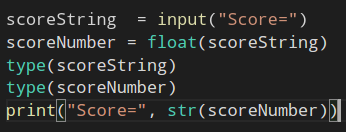 scoreString  = input("Score=")
scoreNumber = float(scoreString)
type(scoreString)
type(scoreNumber)
print("Score=", str(scoreNumber))